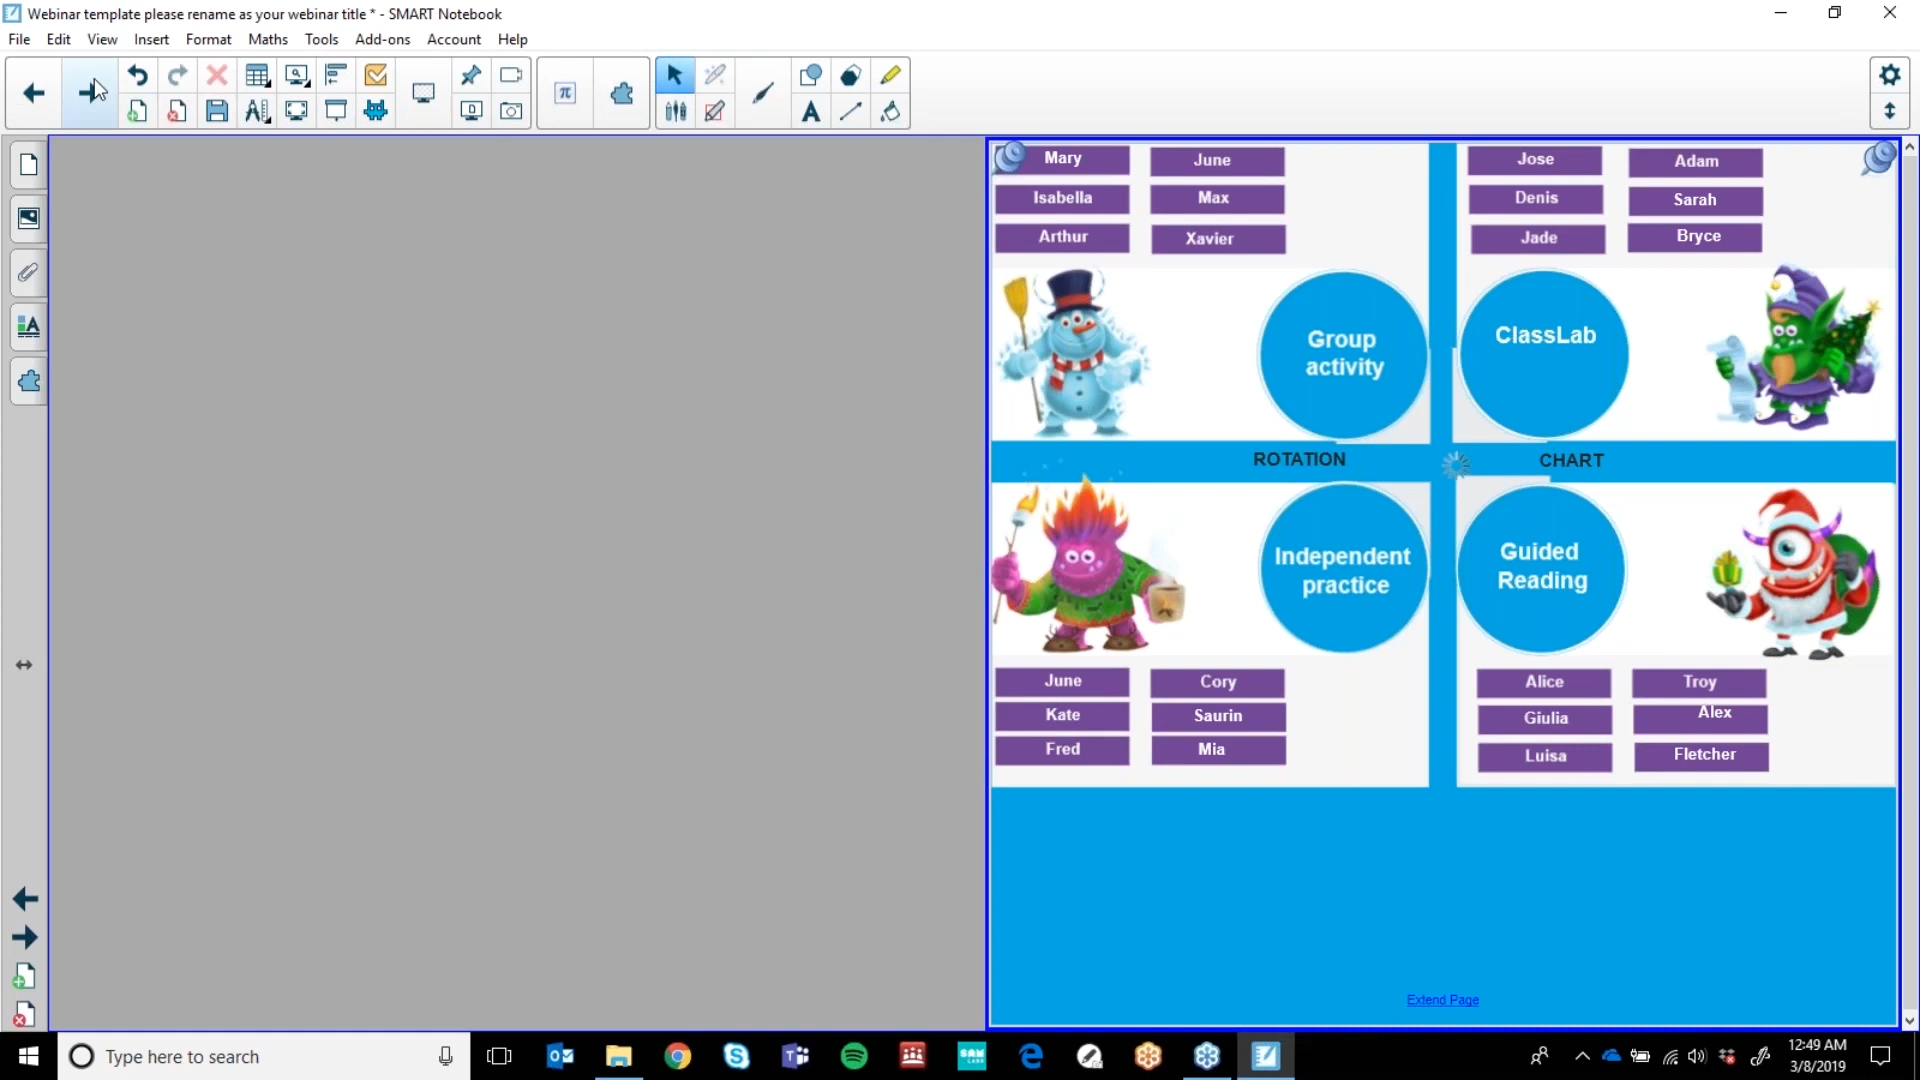 Webinar template please rename as your webinar title * - SMART Notebook
File Edit View Insert Format Maths Tools Add-ons Account Help
Mary June Jose Adam
Isabella Max Denis Sarah
Arthur Xavier Jade Bryce
Group
activity
ClassLab
ROTATION CHART
Independent
practice
Guided
Reading
June Cory Alice Troy
Kate Saurin Giulia Alex
Fred Mia Luisa Fletcher
Extend Page
Type here to search
12:49 AM
3/8/2019